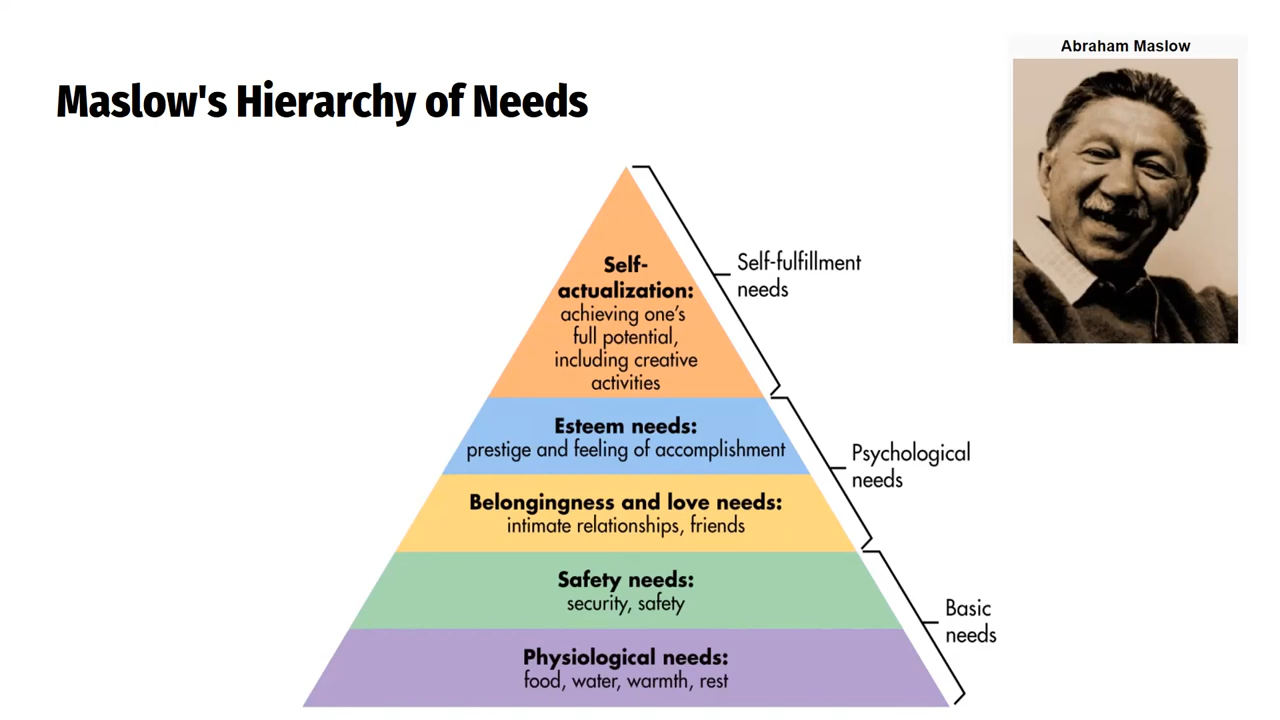 Abraham Maslow
Maslow's Hierarchy of Needs
Self-
actualization:
achieving one's
full potential,
including creative
activities
Self-fulfillment
needs
Esteem needs:
prestige and feeling of accomplishment
Psychological
needs
Belongingness and love needs:
intimate relationships, friends
Safety needs:
security, safety
Basic
needs
Physiological needs:
food, water, warmth, rest